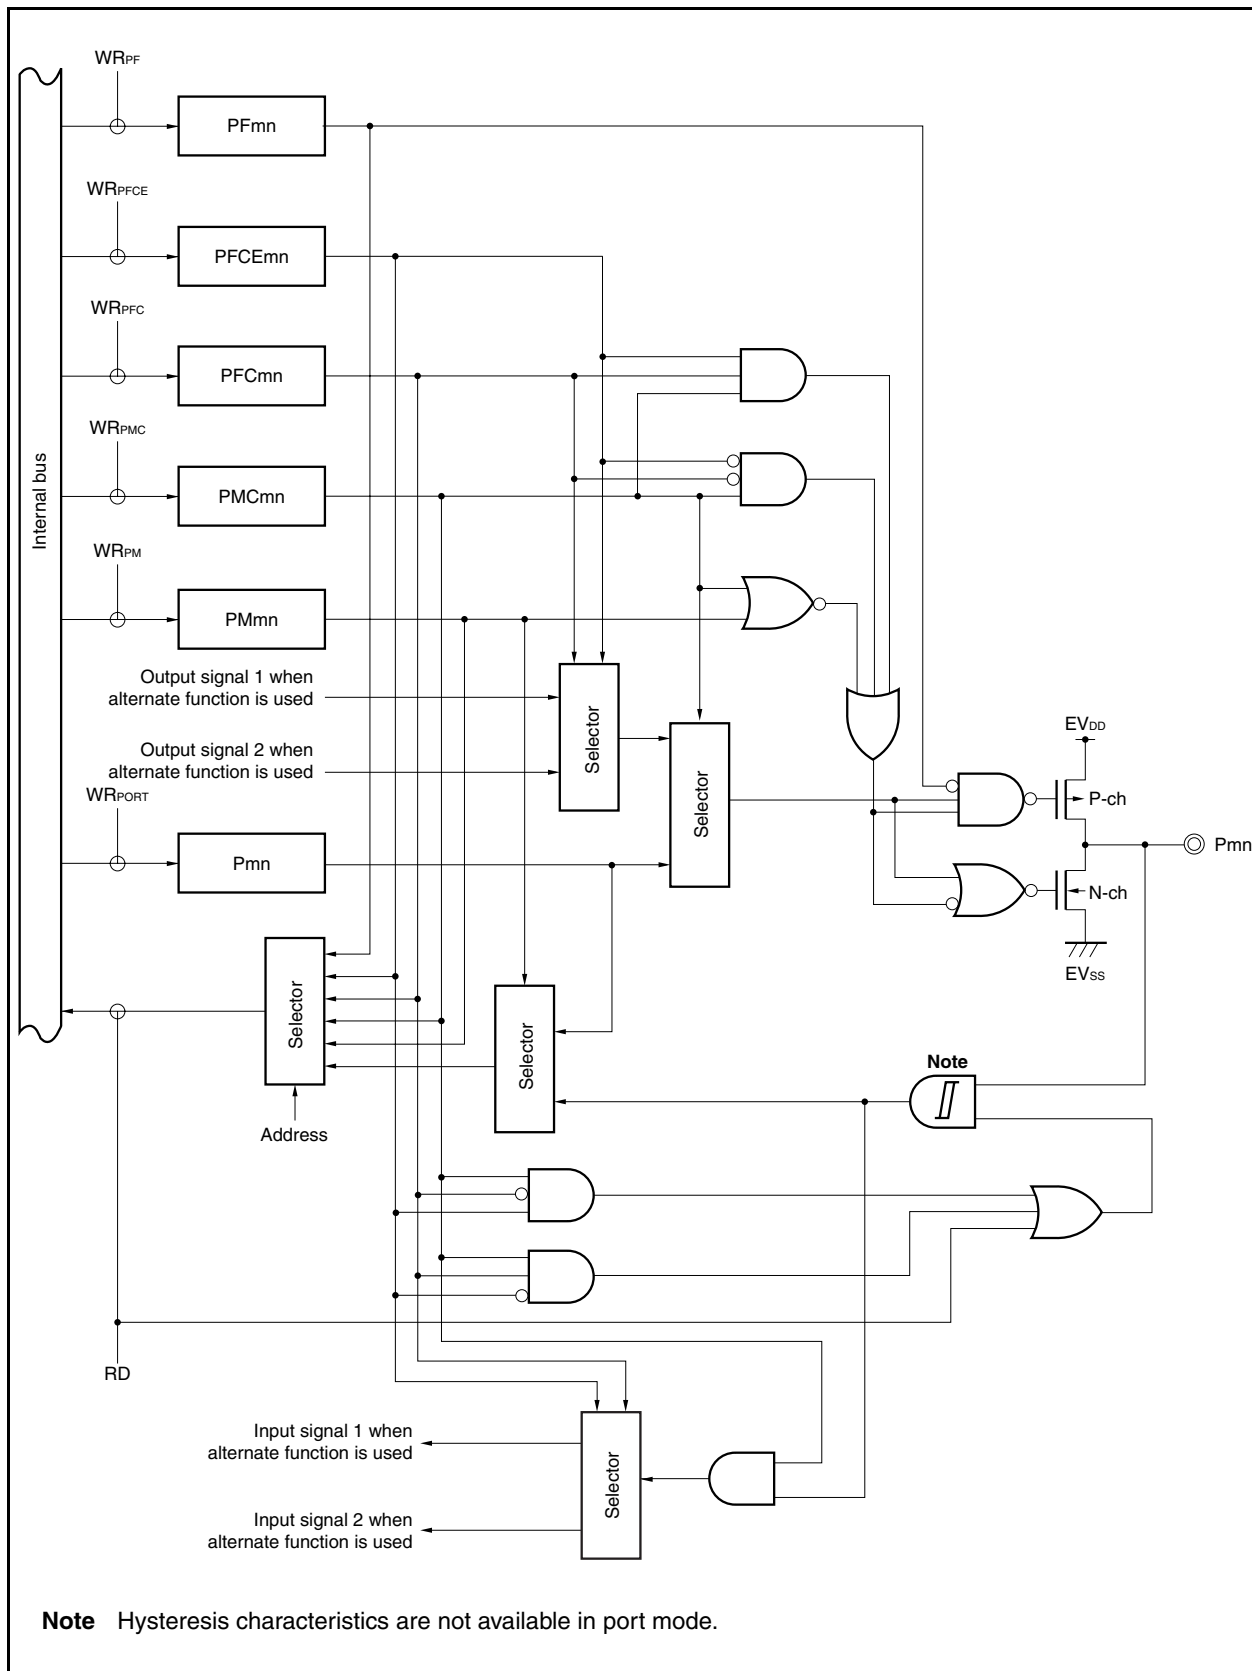 WRPF
PFmn
WRPFCE
PFCEmn
WRPFC
PFCmn
WRPMC
PMCmn
Internal bus
WRPM
PMmn
Output signal 1 when
alternate function is used
Selector
Output signal 2 when
alternate function is used
Selector
EVDD
P-ch
WRPORT
Pmn
Pmn
N-ch
EVSS
Selector
Selector
Address
Note
RD
Input signal 1 when
alternate function is used
Selector
Input signal 2 when
alternate function is used
Note Hysteresis characteristics are not available in port mode.